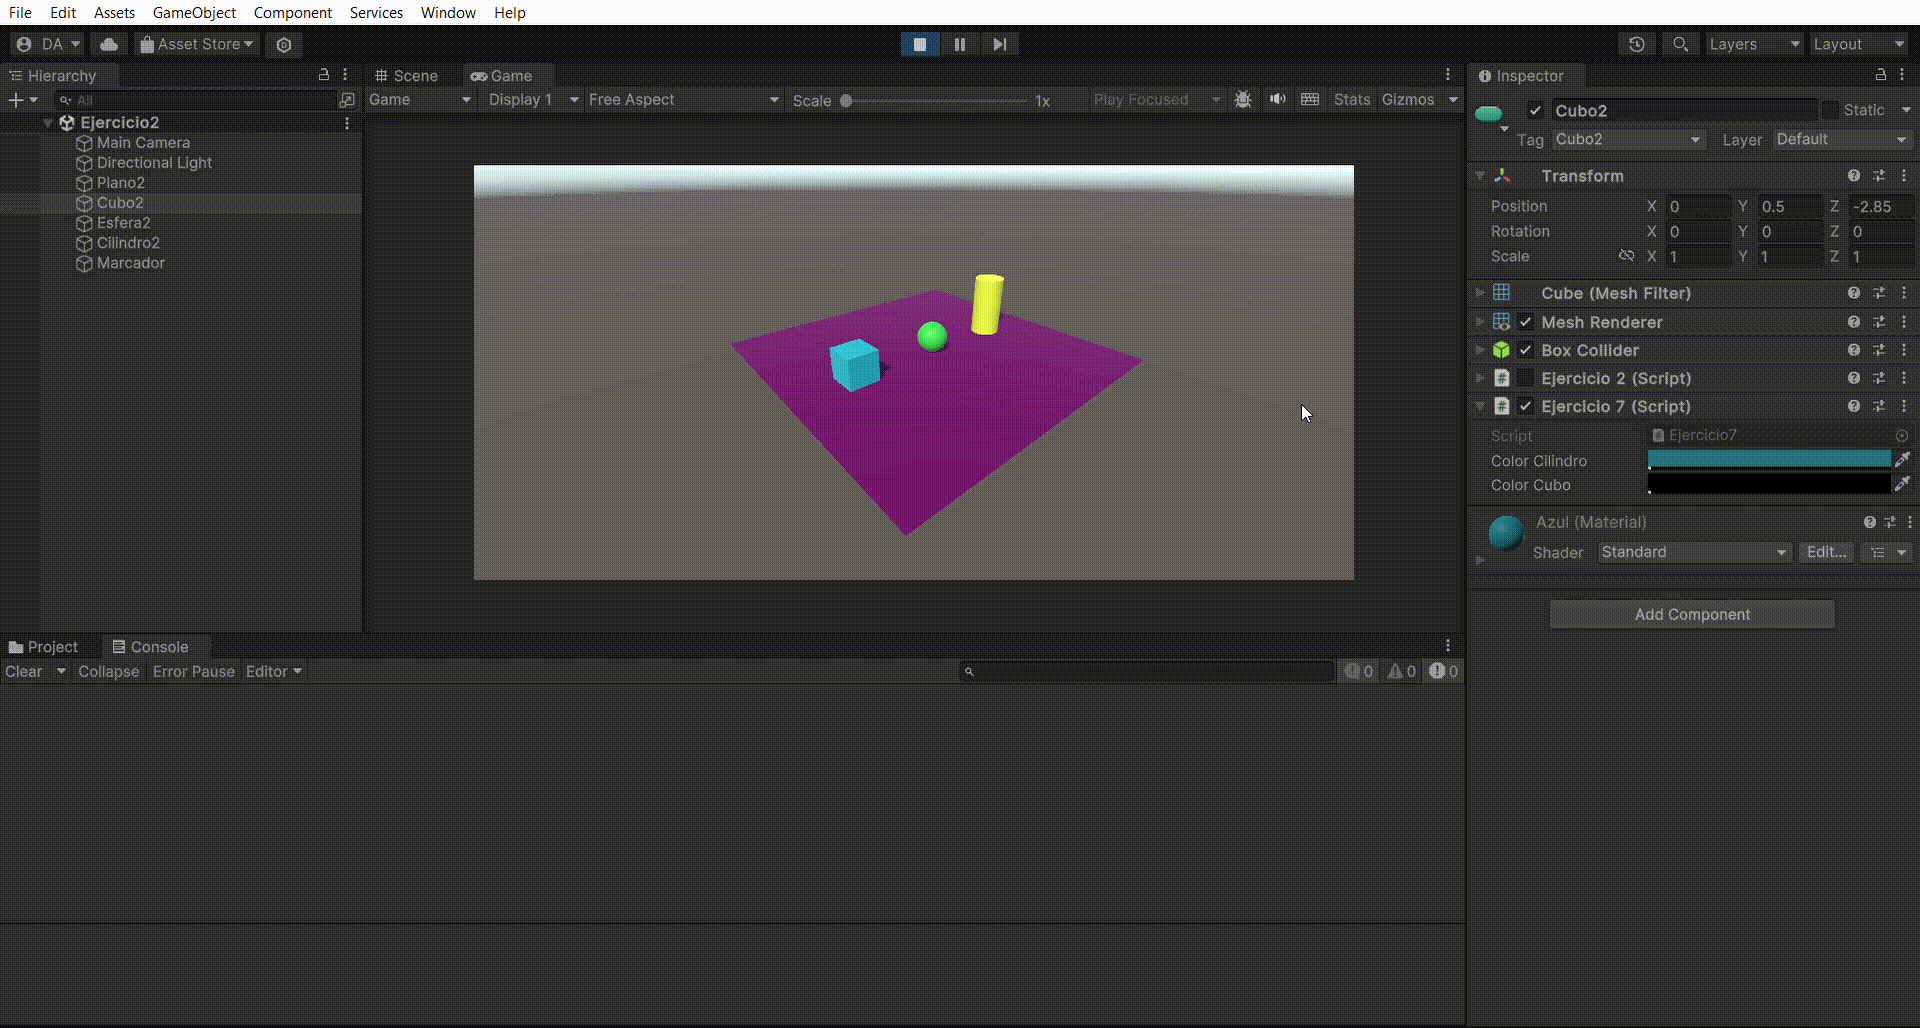 File Edit Assets GameObject Component Services Window Help
DA Asset Store Layers Layout
Hierarchy
All
Ejercicio2
Main Camera
Directional Light
Plano2
Cubo2
Esfera2
Cilindro2
Marcador
Scene Game
Game Display 1 Free Aspect Scale 1x Play Focused Stats Gizmos
Project Console
Clear Collapse Error Pause Editor 0 0 0
Inspector
Cubo2 Static
Tag Cubo2 Layer Default
Transform
Position X 0 Y 0.5 Z -2.85
Rotation X 0 Y 0 Z 0
Scale X 1 Y 1 Z 1
Cube (Mesh Filter)
Mesh Renderer
Box Collider
# Ejercicio 2 (Script)
# Ejercicio 7 (Script)
Script Ejercicio7
Color Cilindro
Color Cubo
Azul (Material)
Shader Standard Edit...
Add Component